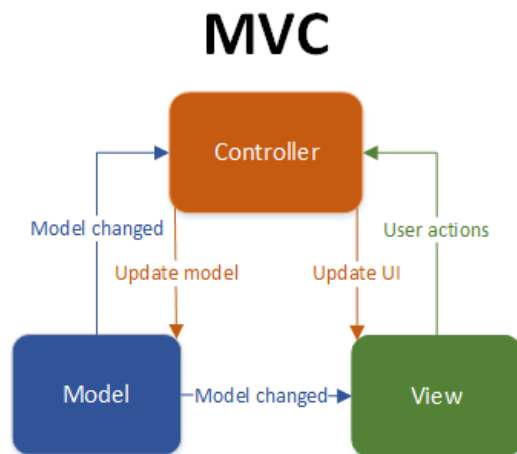 MVC
Controller
Model changed
User actions
Update model
Update UI
Model
Model changed
View